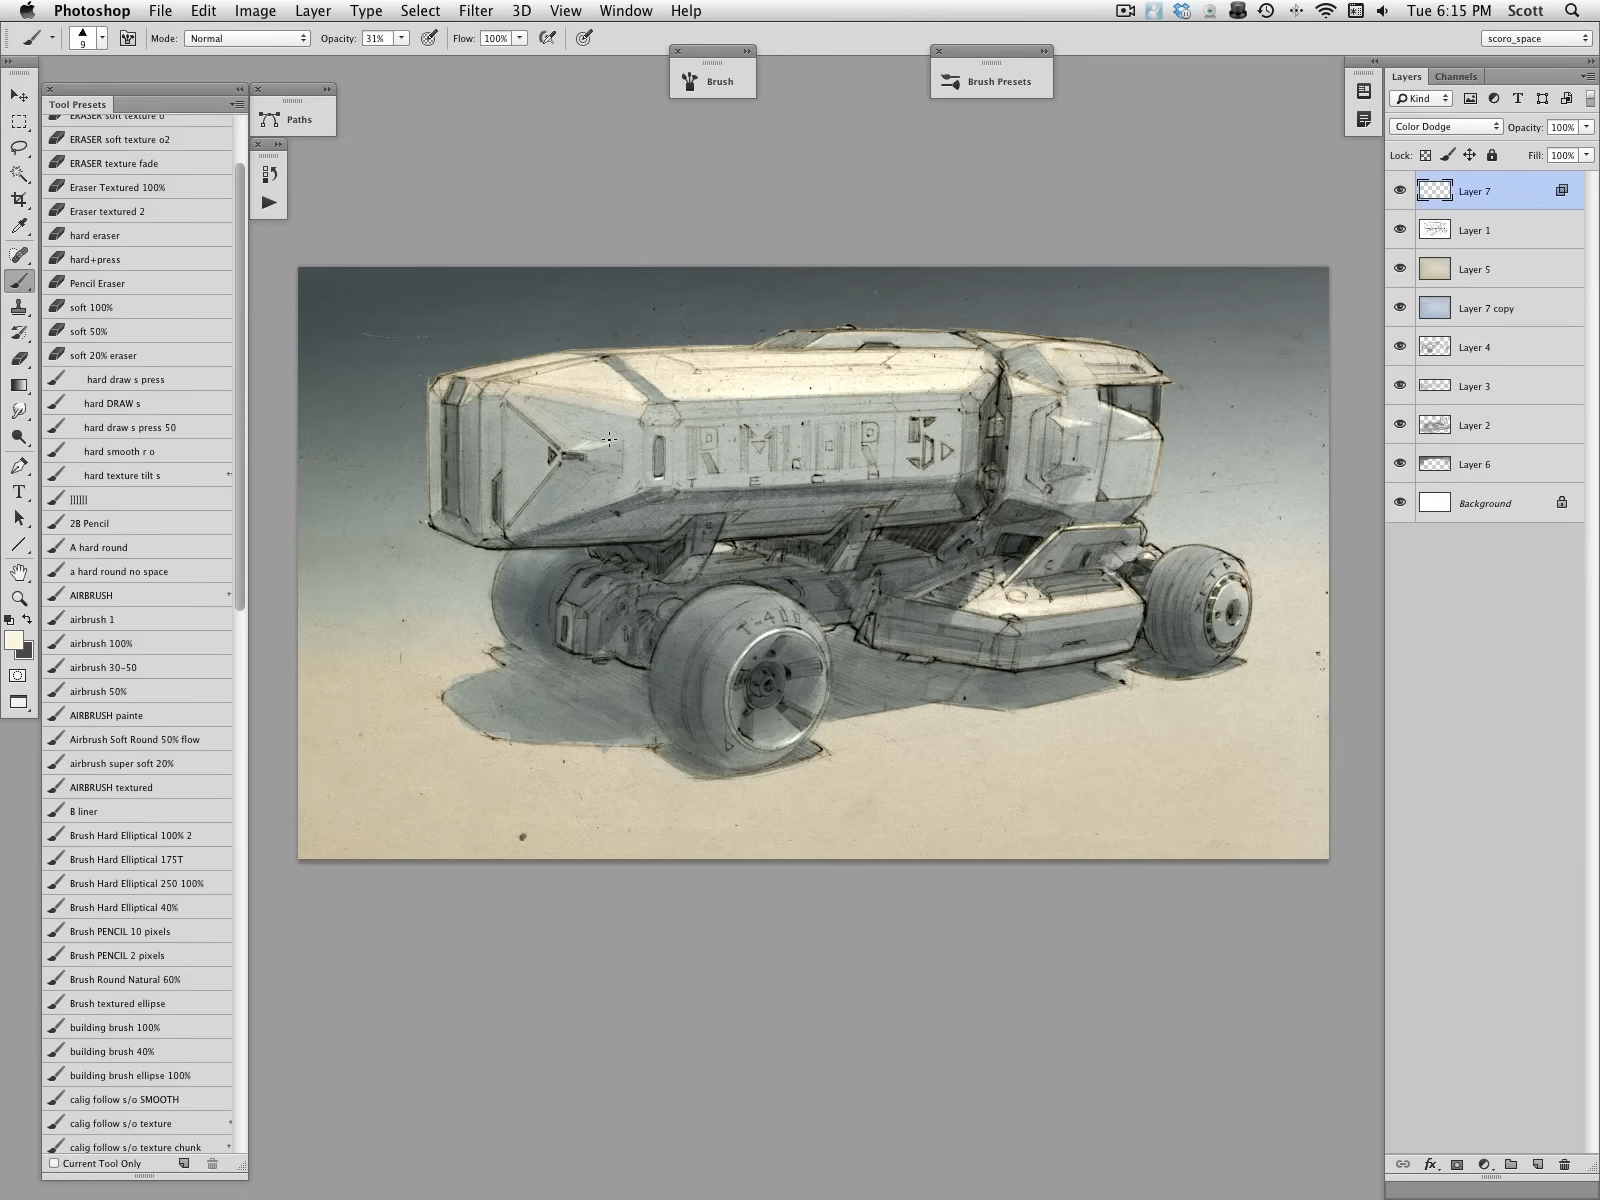 Photoshop File Edit Image Layer Type Select Filter 3D View Window Help Tue 6:15 PM Scott
9 Mode: Normal Opacity: 31% Flow: 100% scoro_space
Brush
Brush Presets
Tool Presets
ERASER soft texture o
ERASER soft texture o2
ERASER texture fade
Eraser Textured 100%
Eraser textured 2
hard eraser
hard+press
Pencil Eraser
soft 100%
soft 50%
soft 20% eraser
hard draw s press
hard DRAW s
hard draw s press 50
hard smooth r o
hard texture tilt s
]]]]]]
2B Pencil
A hard round
a hard round no space
AIRBRUSH
airbrush 1
airbrush 100%
airbrush 30-50
airbrush 50%
AIRBRUSH painte
Airbrush Soft Round 50% flow
airbrush super soft 20%
AIRBRUSH textured
B liner
Brush Hard Elliptical 100% 2
Brush Hard Elliptical 175T
Brush Hard Elliptical 250 100%
Brush Hard Elliptical 40%
Brush PENCIL 10 pixels
Brush PENCIL 2 pixels
Brush Round Natural 60%
Brush textured ellipse
building brush 100%
building brush 40%
building brush ellipse 100%
calig follow s/o SMOOTH
calig follow s/o texture
calig follow s/o texture chunk
Current Tool Only
Paths
5
TECH
T-400
Layers Channels
Kind
Color Dodge Opacity: 100%
Lock: Fill: 100%
Layer 7
Layer 1
Layer 5
Layer 7 copy
Layer 4
Layer 3
Layer 2
Layer 6
Background